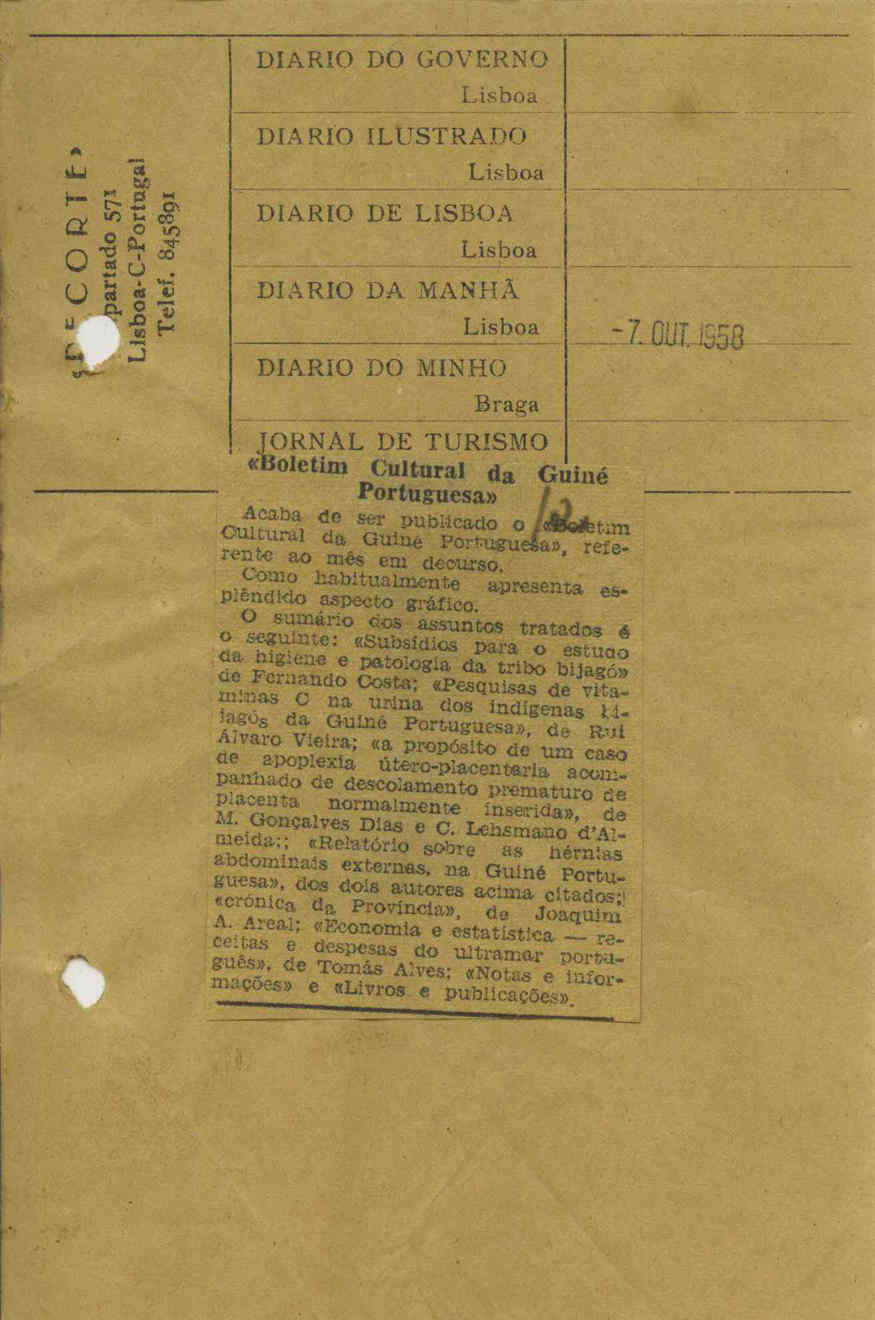 «RECORTE»
Apartado 571
Lisboa-C-Portugal
Telef. 845891
DIARIO DO GOVERNO
Lisboa
DIARIO ILUSTRADO
Lisboa
DIARIO DE LISBOA
Lisboa
DIARIO DA MANHÃ
Lisboa
-7. OUT. 1958
DIARIO DO MINHO
Braga
JORNAL DE TURISMO
«Boletim Cultural da Guiné
Portuguesa»
Acaba de ser publicado o «Boletim
Cultural da Guiné Portuguesa», refe-
rente ao mês em decurso.
Como habitualmente apresenta es-
plêndido aspecto gráfico.
O sumário dos assuntos tratados é
o seguinte: «Subsídios para o estudo
da higiene e patologia da tribo bijagó»
de Fernando Costa; «Pesquisas de vita-
minas C na urina dos indígenas bi-
jagós da Guiné Portuguesa», de Rui
Álvaro Vieira; «a propósito de um caso
de apoplexia útero-placentária acom-
panhado de descolamento prematuro de
placenta normalmente inserida», de
M. Gonçalves Dias e C. Lehsmano d'Al-
meida;; «Relatório sobre as hérnias
abdominais externas, na Guiné Portu-
guesa», dos dois autores acima citados;
«crónica da Província», de Joaquim
A. Areal; «Economia e estatística — re-
ceitas e despesas do ultramar portu-
guês», de Tomás Alves; «Notas e infor-
mações» e «Livros e publicações».